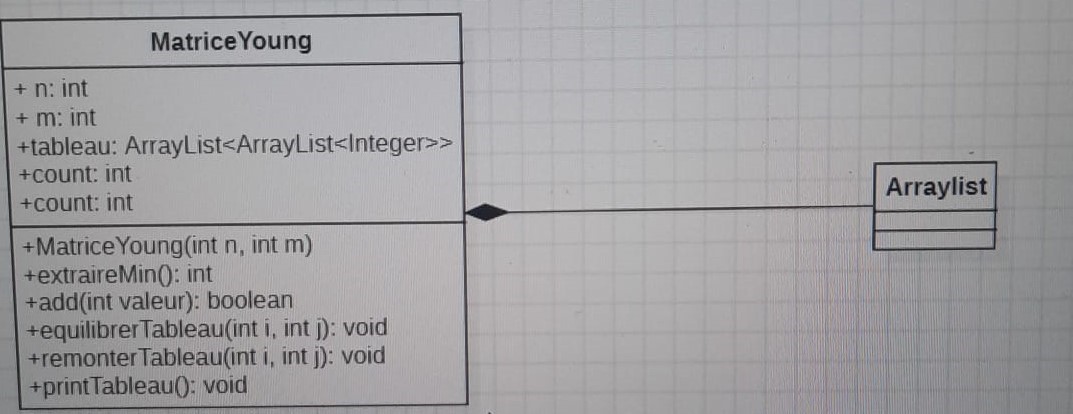 MatriceYoung
+ n: int
+ m: int
+tableau: ArrayList<ArrayList<Integer>>
+count: int
+count: int
+MatriceYoung(int n, int m)
+extraireMin(): int
+add(int valeur): boolean
+equilibrerTableau(int i, int j): void
+remonterTableau(int i, int j): void
+printTableau(): void
Arraylist